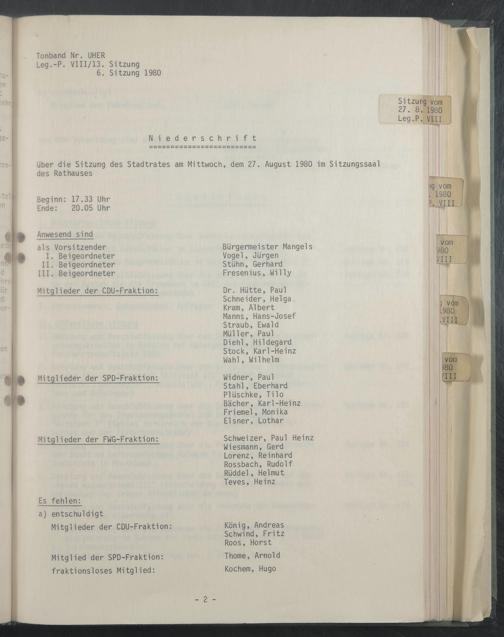 Tonband Nr. UHER
Leg.-P. VIII/13. Sitzung
6. Sitzung 1980
Sitzung vom
27. 8. 1980
Leg.P. VIII
Niederschrift
über die Sitzung des Stadtrates am Mittwoch, dem 27. August 1980 im Sitzungssaal
des Rathauses
Beginn: 17.33 Uhr
Ende: 20.05 Uhr
Anwesend sind
als Vorsitzender Bürgermeister Mangels
I. Beigeordneter Vogel, Jürgen
II. Beigeordneter Stühn, Gerhard
III. Beigeordneter Fresenius, Willy
Mitglieder der CDU-Fraktion: Dr. Hütte, Paul
Schneider, Helga
Kram, Albert
Manns, Hans-Josef
Straub, Ewald
Müller, Paul
Diehl, Hildegard
Stock, Karl-Heinz
Wahl, Wilhelm
Mitglieder der SPD-Fraktion: Widner, Paul
Stahl, Eberhard
Plüschke, Tilo
Bächer, Karl-Heinz
Friemel, Monika
Elsner, Lothar
Mitglieder der FWG-Fraktion: Schweizer, Paul Heinz
Wiesmann, Gerd
Lorenz, Reinhard
Rossbach, Rudolf
Rüddel, Helmut
Teves, Heinz
Es fehlen:
a) entschuldigt
Mitglieder der CDU-Fraktion: König, Andreas
Schwind, Fritz
Roos, Horst
Mitglied der SPD-Fraktion: Thome, Arnold
fraktionsloses Mitglied: Kochem, Hugo
- 2 -